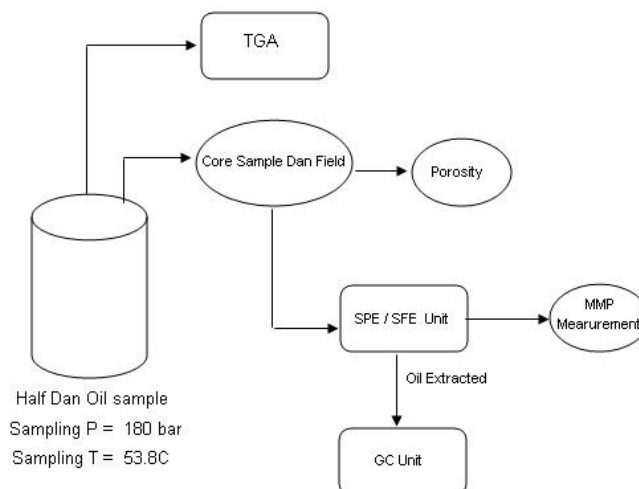 TGA
Core Sample Dan Field
Porosity
SPE / SFE Unit
MMP
Mearurement
Oil Extracted
GC Unit
Half Dan Oil sample
Sampling P = 180 bar
Sampling T = 53.8C